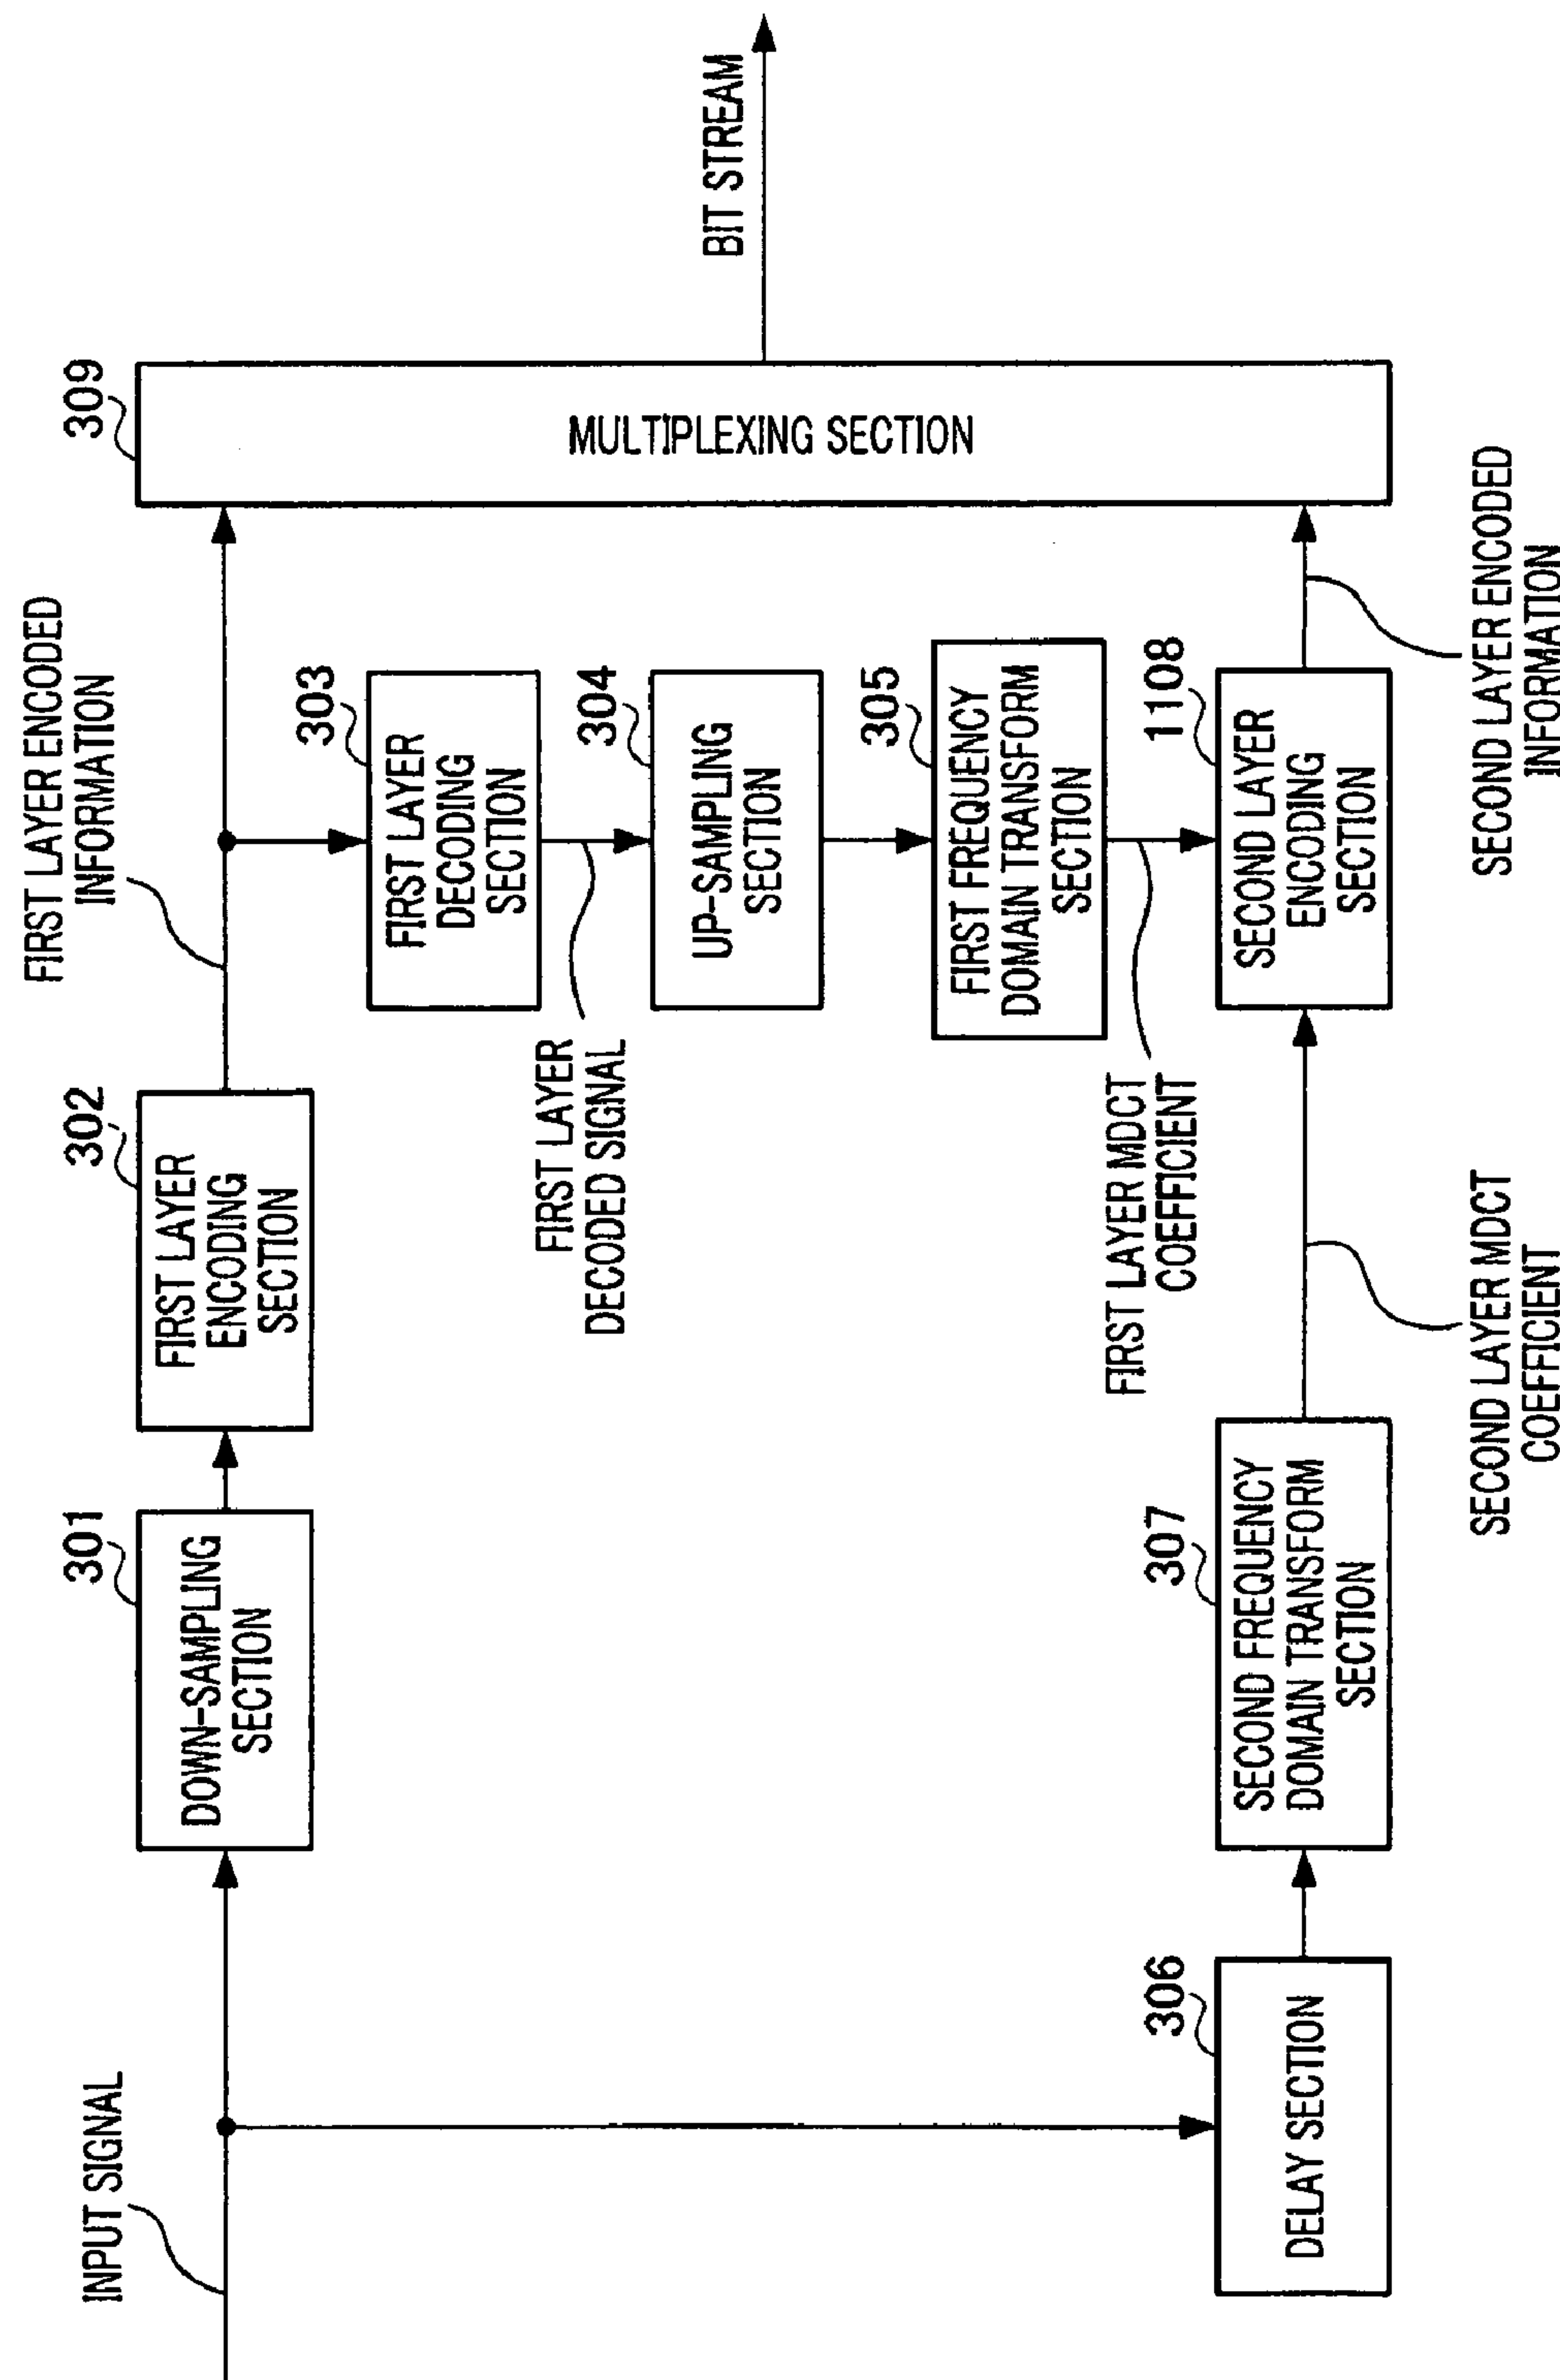 INPUT SIGNAL
301
DOWN-SAMPLING
SECTION
302
FIRST LAYER
ENCODING
SECTION
FIRST LAYER ENCODED
INFORMATION
303
FIRST LAYER
DECODING
SECTION
FIRST LAYER
DECODED SIGNAL
304
UP-SAMPLING
SECTION
305
FIRST FREQUENCY
DOMAIN TRANSFORM
SECTION
FIRST LAYER MDCT
COEFFICIENT
306
DELAY SECTION
307
SECOND FREQUENCY
DOMAIN TRANSFORM
SECTION
SECOND LAYER MDCT
COEFFICIENT
1108
SECOND LAYER
ENCODING
SECTION
SECOND LAYER ENCODED
INFORMATION
309
MULTIPLEXING SECTION
BIT STREAM